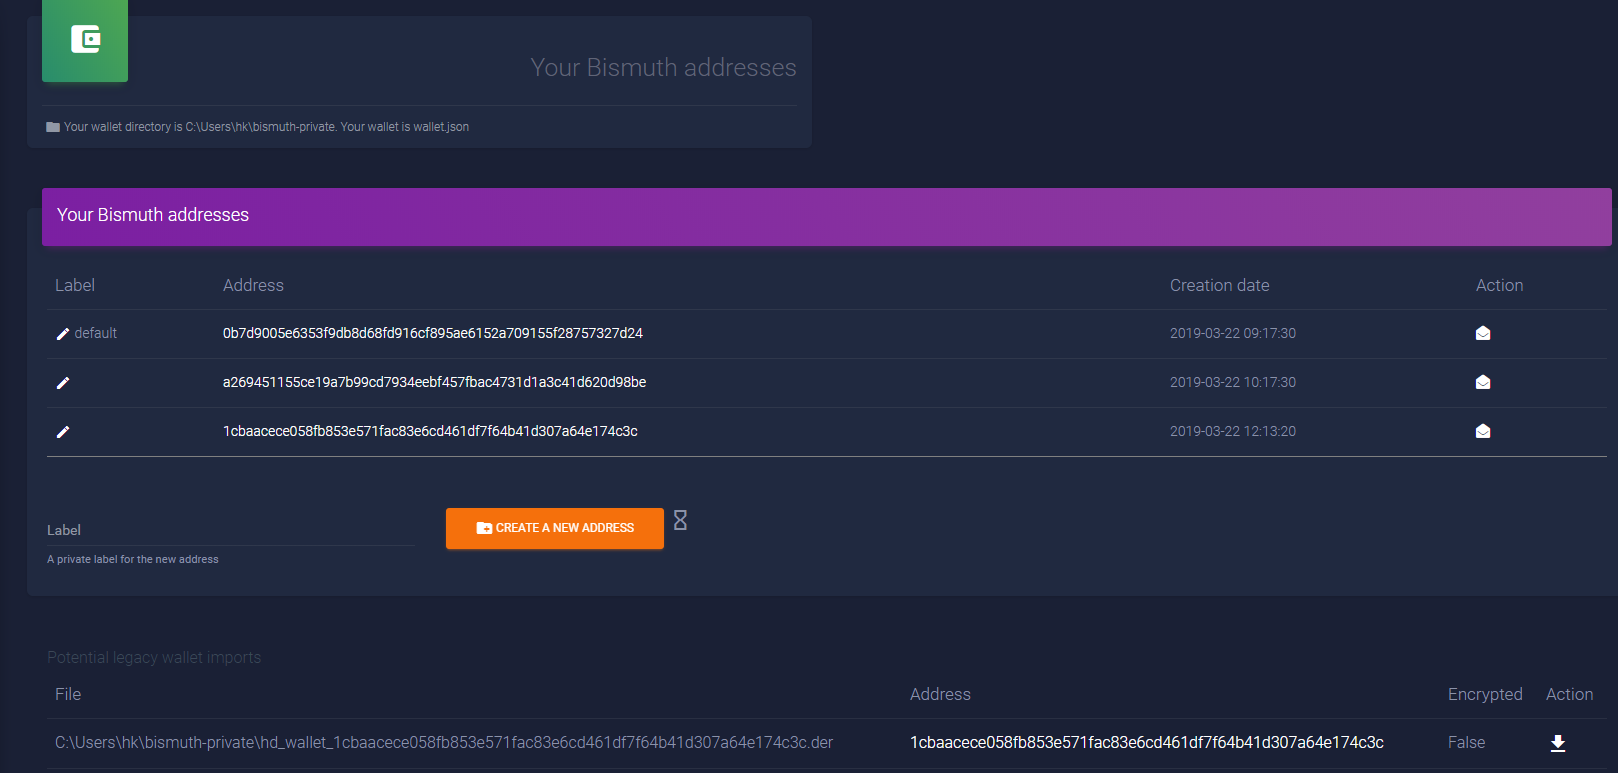 Your Bismuth addresses
Your wallet directory is C:\Users\hk\bismuth-private. Your wallet is wallet.json
Your Bismuth addresses
Label Address Creation date Action
default 0b7d9005e6353f9db8d68fd916cf895ae6152a709155f28757327d24 2019-03-22 09:17:30
a269451155ce19a7b99cd7934eebf457fbac4731d1a3c41d620d98be 2019-03-22 10:17:30
1cbaacece058fb853e571fac83e6cd461df7f64b41d307a64e174c3c 2019-03-22 12:13:20
Label CREATE A NEW ADDRESS
A private label for the new address
Potential legacy wallet imports
File Address Encrypted Action
C:\Users\hk\bismuth-private\hd_wallet_1cbaacece058fb853e571fac83e6cd461df7f64b41d307a64e174c3c.der 1cbaacece058fb853e571fac83e6cd461df7f64b41d307a64e174c3c False